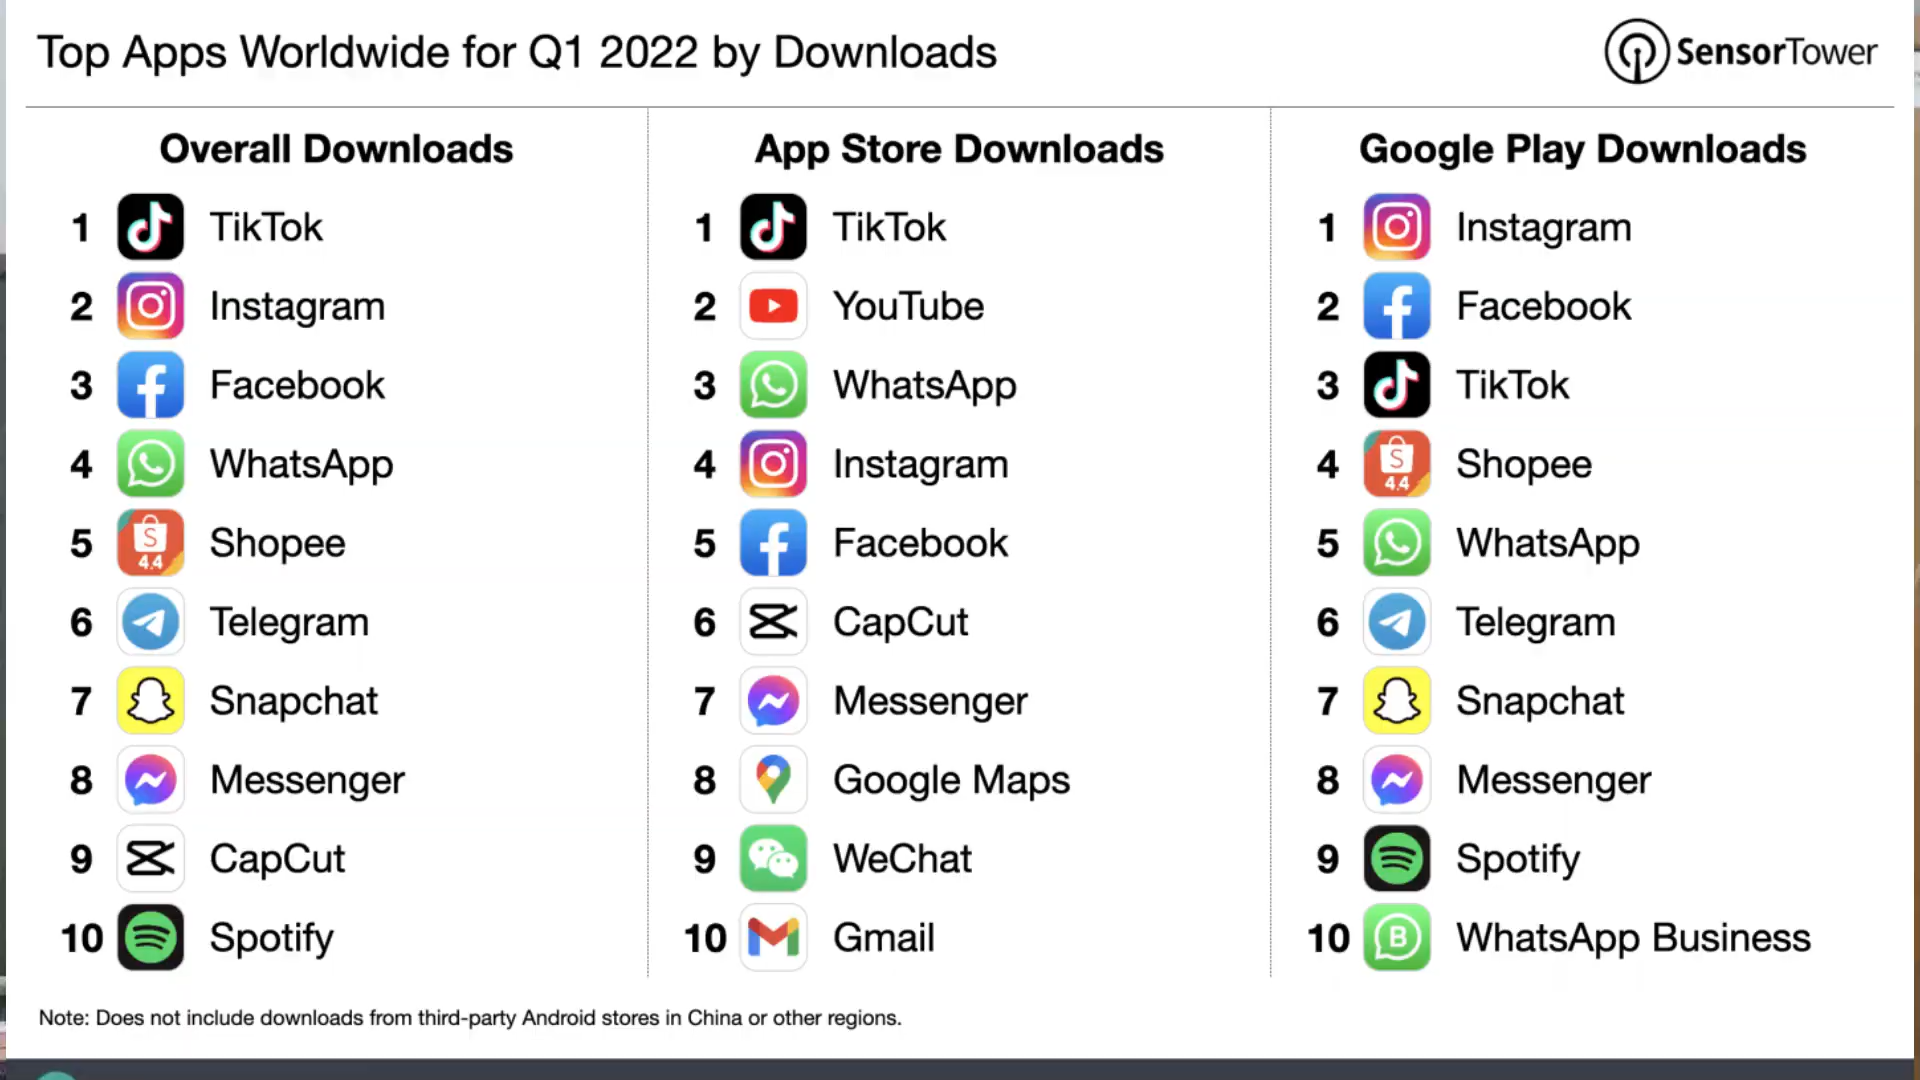 Top Apps Worldwide for Q1 2022 by Downloads
SensorTower
Overall Downloads
1 TikTok
2 Instagram
3 Facebook
4 WhatsApp
5 S 4.4 Shopee
6 Telegram
7 Snapchat
8 Messenger
9 CapCut
10 Spotify
App Store Downloads
1 TikTok
2 YouTube
3 WhatsApp
4 Instagram
5 Facebook
6 CapCut
7 Messenger
8 Google Maps
9 WeChat
10 Gmail
Google Play Downloads
1 Instagram
2 Facebook
3 TikTok
4 S 4.4 Shopee
5 WhatsApp
6 Telegram
7 Snapchat
8 Messenger
9 Spotify
10 B WhatsApp Business
Note: Does not include downloads from third-party Android stores in China or other regions.